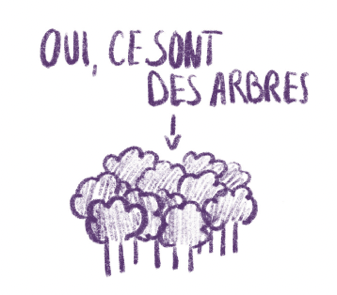 OUI, CE SONT
DES ARBRES